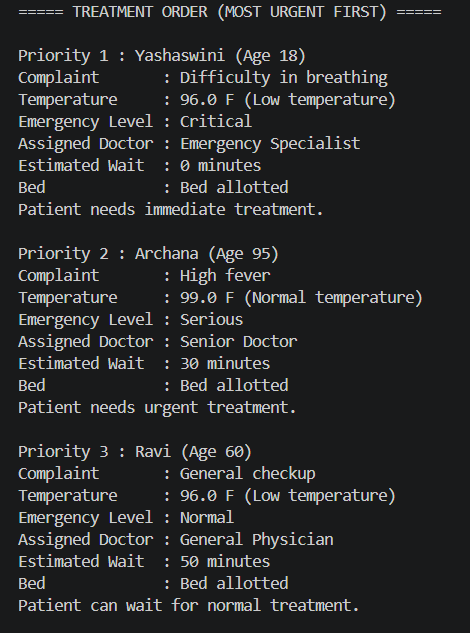 ===== TREATMENT ORDER (MOST URGENT FIRST) =====
Priority 1 : Yashaswini (Age 18)
Complaint       : Difficulty in breathing
Temperature     : 96.0 F (Low temperature)
Emergency Level : Critical
Assigned Doctor : Emergency Specialist
Estimated Wait  : 0 minutes
Bed             : Bed allotted
Patient needs immediate treatment.
Priority 2 : Archana (Age 95)
Complaint       : High fever
Temperature     : 99.0 F (Normal temperature)
Emergency Level : Serious
Assigned Doctor : Senior Doctor
Estimated Wait  : 30 minutes
Bed             : Bed allotted
Patient needs urgent treatment.
Priority 3 : Ravi (Age 60)
Complaint       : General checkup
Temperature     : 96.0 F (Low temperature)
Emergency Level : Normal
Assigned Doctor : General Physician
Estimated Wait  : 50 minutes
Bed             : Bed allotted
Patient can wait for normal treatment.